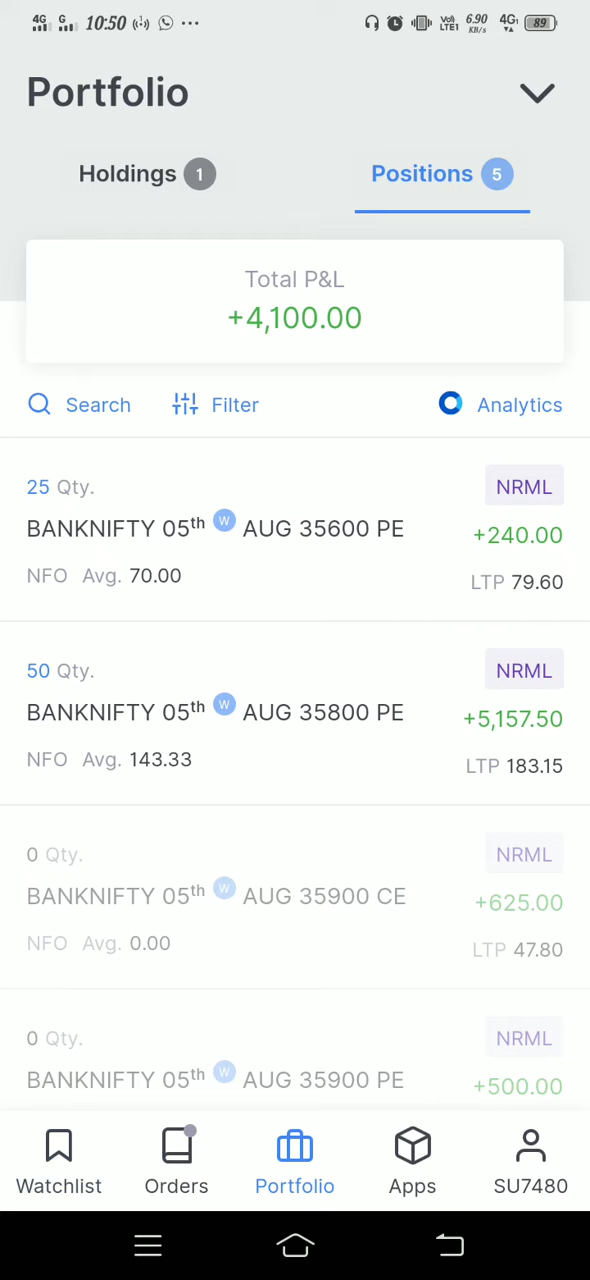 4G G 10:50 ••• Vo) LTE1 6.90 KB/s 4G 89
Portfolio
Holdings 1 Positions 5
Total P&L
+4,100.00
Search Filter Analytics
25 Qty. NRML
BANKNIFTY 05th W AUG 35600 PE +240.00
NFO Avg. 70.00 LTP 79.60
50 Qty. NRML
BANKNIFTY 05th W AUG 35800 PE +5,157.50
NFO Avg. 143.33 LTP 183.15
0 Qty. NRML
BANKNIFTY 05th W AUG 35900 CE +625.00
NFO Avg. 0.00 LTP 47.80
0 Qty. NRML
BANKNIFTY 05th W AUG 35900 PE +500.00
Watchlist Orders Portfolio Apps SU7480